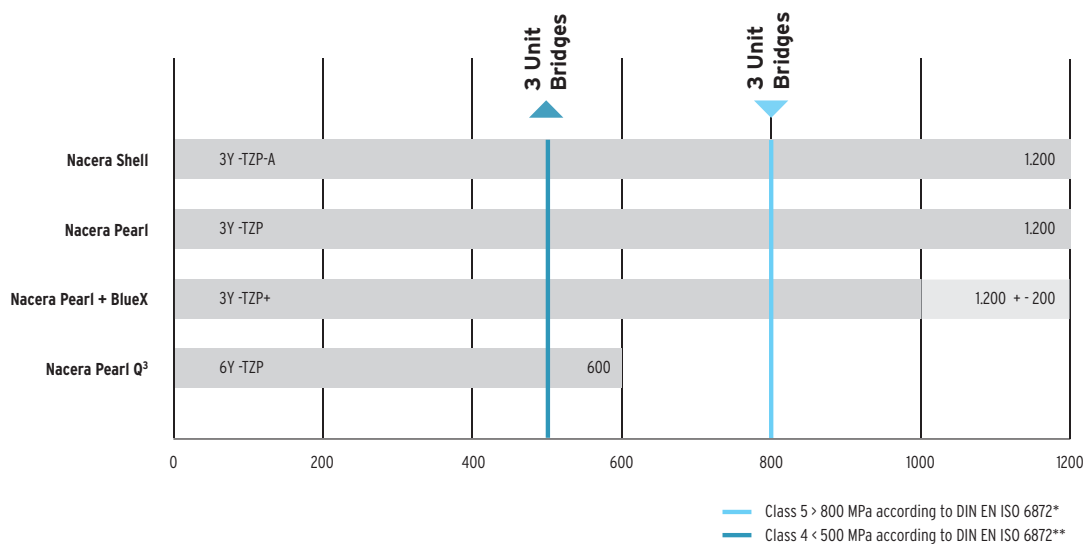 3 Unit
Bridges
3 Unit
Bridges
Nacera Shell
3Y -TZP-A
1.200
Nacera Pearl
3Y -TZP
1.200
Nacera Pearl + BlueX
3Y -TZP+
1.200 + - 200
Nacera Pearl Q³
6Y -TZP
600
0 200 400 600 800 1000 1200
Class 5 > 800 MPa according to DIN EN ISO 6872*
Class 4 < 500 MPa according to DIN EN ISO 6872**